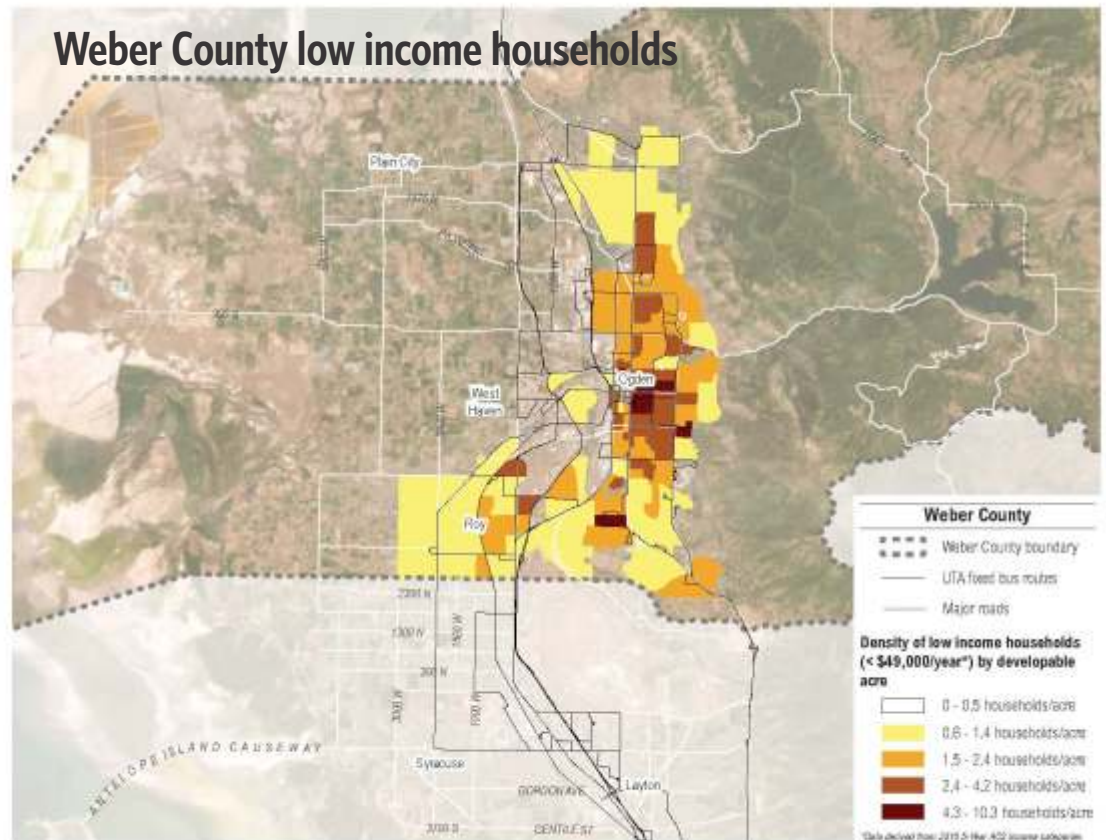 Weber County low income households
Plain City
West
Haven
Ogden
Roy
2300 N
1300 N
Syracuse
Layton
GORDON AVE
GENTILE ST
ANTELOPE ISLAND CAUSEWAY
Weber County
Weber County boundary
UTA fixed bus routes
Major roads
Density of low income households
(< $49,000/year*) by developable
acre
0 - 0.5 households/acre
0.6 - 1.4 households/acre
1.5 - 2.4 households/acre
2.4 - 4.2 households/acre
4.3 - 10.3 households/acre